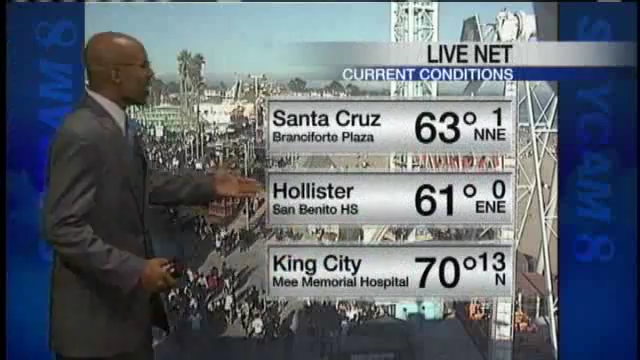 LIVE NET
CURRENT CONDITIONS
Santa Cruz
Branciforte Plaza
63° 1
NNE
Hollister
San Benito HS
61° 0
ENE
King City
Mee Memorial Hospital
70° 13
N
SKYCAM 8